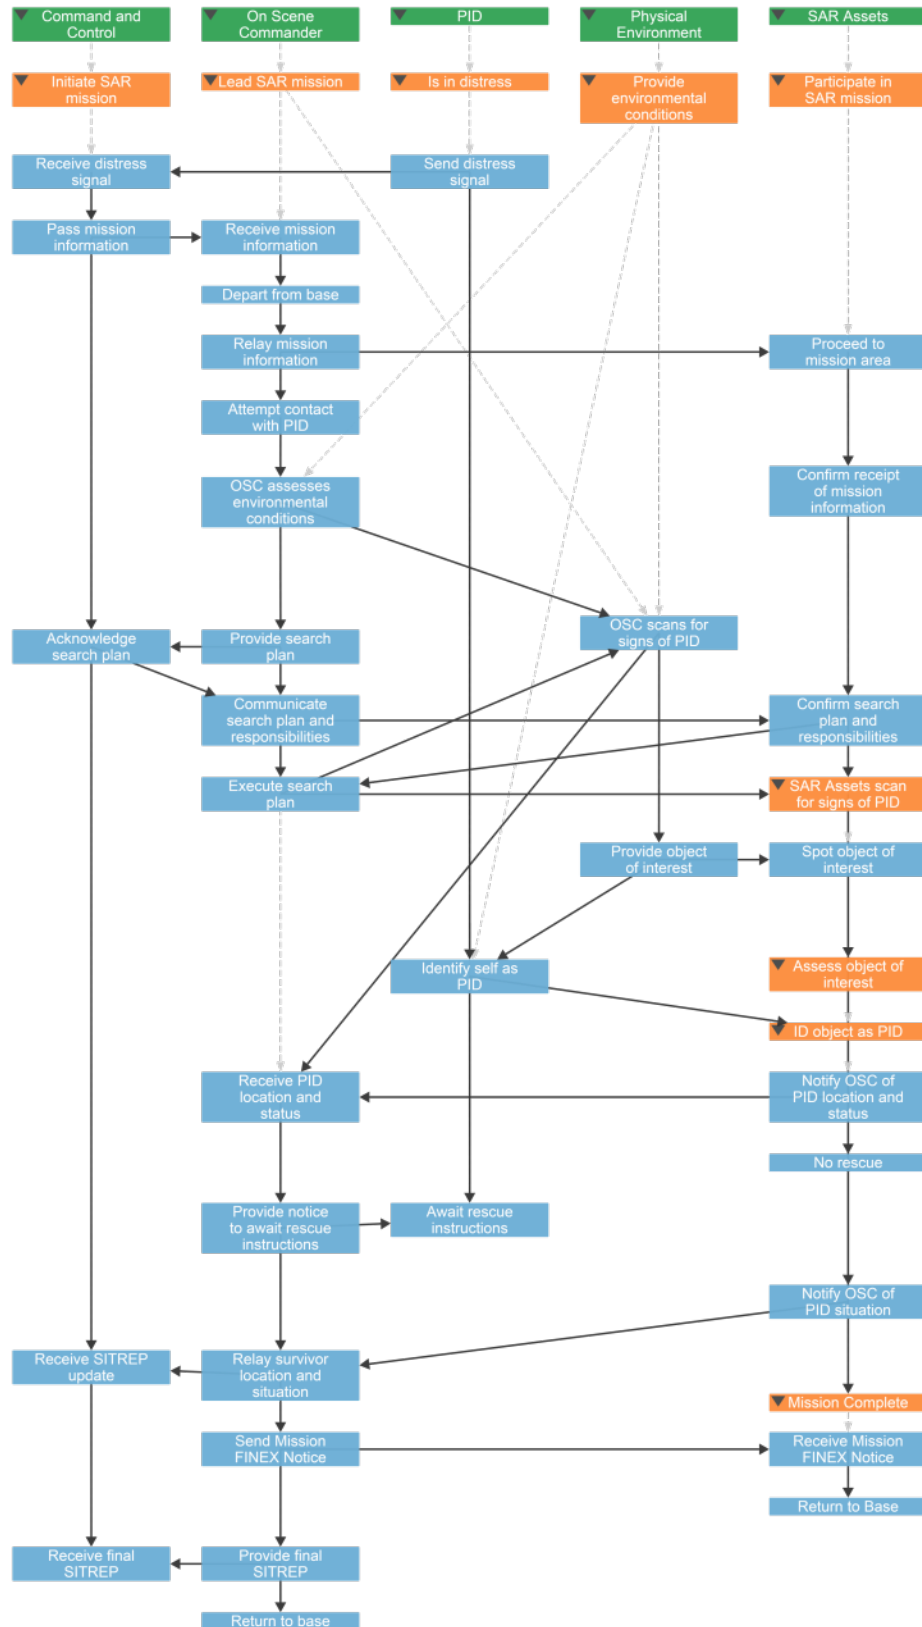 Command and
Control
On Scene
Commander
PID
Physical
Environment
SAR Assets
Initiate SAR
mission
Lead SAR mission
Is in distress
Provide
environmental
conditions
Participate in
SAR mission
Receive distress
signal
Send distress
signal
Pass mission
information
Receive mission
information
Depart from base
Relay mission
information
Proceed to
mission area
Attempt contact
with PID
OSC assesses
environmental
conditions
Confirm receipt
of mission
information
Acknowledge
search plan
Provide search
plan
OSC scans for
signs of PID
Communicate
search plan and
responsibilities
Confirm search
plan and
responsibilities
Execute search
plan
SAR Assets scan
for signs of PID
Provide object
of interest
Spot object of
interest
Identify self as
PID
Assess object of
interest
ID object as PID
Receive PID
location and
status
Notify OSC of
PID location and
status
No rescue
Provide notice
to await rescue
instructions
Await rescue
instructions
Notify OSC of
PID situation
Receive SITREP
update
Relay survivor
location and
situation
Mission Complete
Send Mission
FINEX Notice
Receive Mission
FINEX Notice
Return to Base
Receive final
SITREP
Provide final
SITREP
Return to base